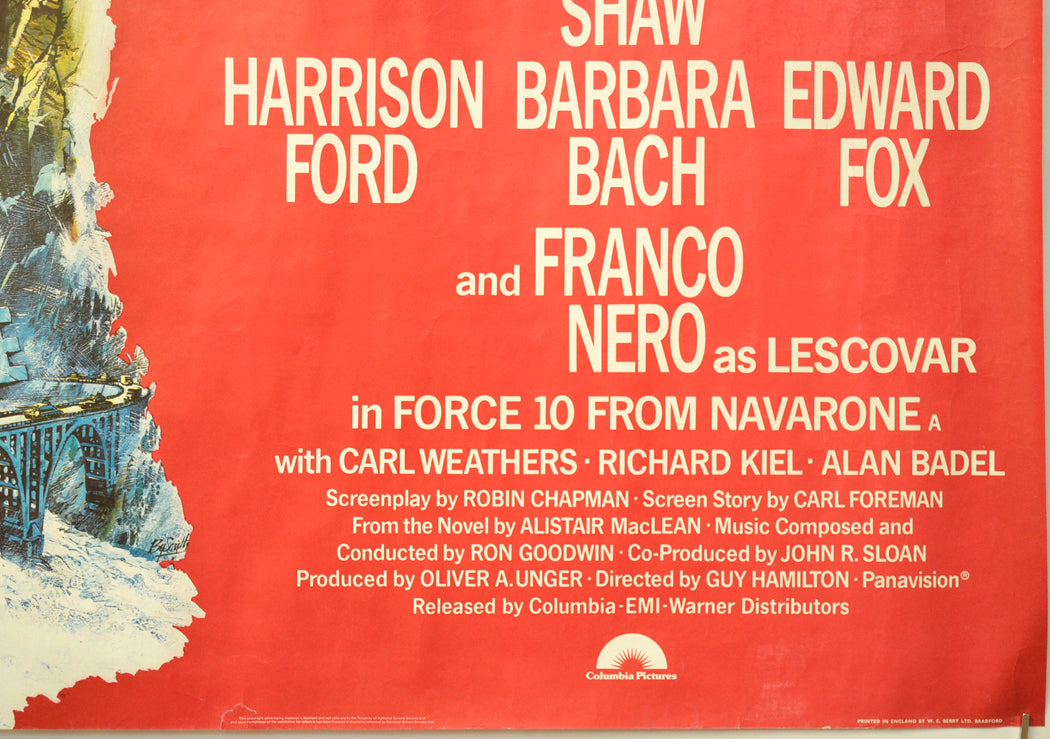 SHAW
HARRISON BARBARA EDWARD
FORD BACH FOX
and FRANCO
NERO as LESCOVAR
in FORCE 10 FROM NAVARONE A
with CARL WEATHERS · RICHARD KIEL · ALAN BADEL
Screenplay by ROBIN CHAPMAN · Screen Story by CARL FOREMAN
From the Novel by ALISTAIR MacLEAN · Music Composed and
Conducted by RON GOODWIN · Co-Produced by JOHN R. SLOAN
Produced by OLIVER A. UNGER · Directed by GUY HAMILTON · Panavision®
Released by Columbia-EMI-Warner Distributors
Columbia Pictures
PRINTED IN ENGLAND BY W. E. BERRY LTD. BRADFORD